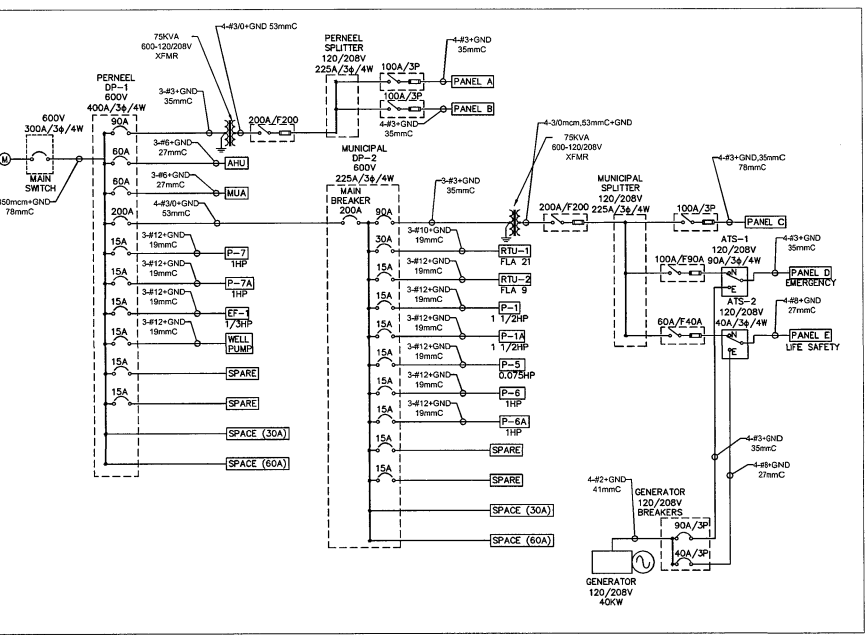 600V
300A/3ϕ/4W
M
MAIN
SWITCH
350mcm+GND
78mmC
PERNEEL
DP-1
600V
400A/3ϕ/4W
90A
3-#3+GND
35mmC
75KVA
600-120/208V
XFMR
4-#3/0+GND 53mmC
200A/F200
PERNEEL
SPLITTER
120/208V
225A/3ϕ/4W
100A/3P
4-#3+GND
35mmC
PANEL A
100A/3P
4-#3+GND
35mmC
PANEL B
60A
3-#6+GND
27mmC
AHU
60A
3-#6+GND
27mmC
MUA
200A
4-#3/0+GND
53mmC
15A
3-#12+GND
19mmC
P-7
1HP
15A
3-#12+GND
19mmC
P-7A
1HP
15A
3-#12+GND
19mmC
EF-1
1/3HP
15A
3-#12+GND
19mmC
WELL
PUMP
15A
SPARE
15A
SPARE
SPACE (30A)
SPACE (60A)
MUNICIPAL
DP-2
600V
225A/3ϕ/4W
MAIN
BREAKER
200A
90A
3-#3+GND
35mmC
4-3/0mcm,53mmC+GND
75KVA
600-120/208V
XFMR
200A/F200
MUNICIPAL
SPLITTER
120/208V
225A/3ϕ/4W
100A/3P
4-#3+GND,35mmC
78mmC
PANEL C
30A
3-#10+GND
19mmC
RTU-1
FLA 21
15A
3-#12+GND
19mmC
RTU-2
FLA 9
15A
3-#12+GND
19mmC
P-1
1 1/2HP
15A
3-#12+GND
19mmC
P-1A
1 1/2HP
15A
3-#12+GND
19mmC
P-5
0.075HP
15A
3-#12+GND
19mmC
P-6
1HP
15A
3-#12+GND
19mmC
P-6A
1HP
15A
SPARE
15A
SPARE
SPACE (30A)
SPACE (60A)
100A/F90A
ATS-1
120/208V
90A/3ϕ/4W
N
E
4-#3+GND
35mmC
PANEL D
EMERGENCY
60A/F40A
ATS-2
120/208V
40A/3ϕ/4W
N
E
4-#8+GND
27mmC
PANEL E
LIFE SAFETY
4-#3+GND
35mmC
4-#8+GND
27mmC
4-#2+GND
41mmC
GENERATOR
120/208V
BREAKERS
90A/3P
40A/3P
GENERATOR
120/208V
40KW